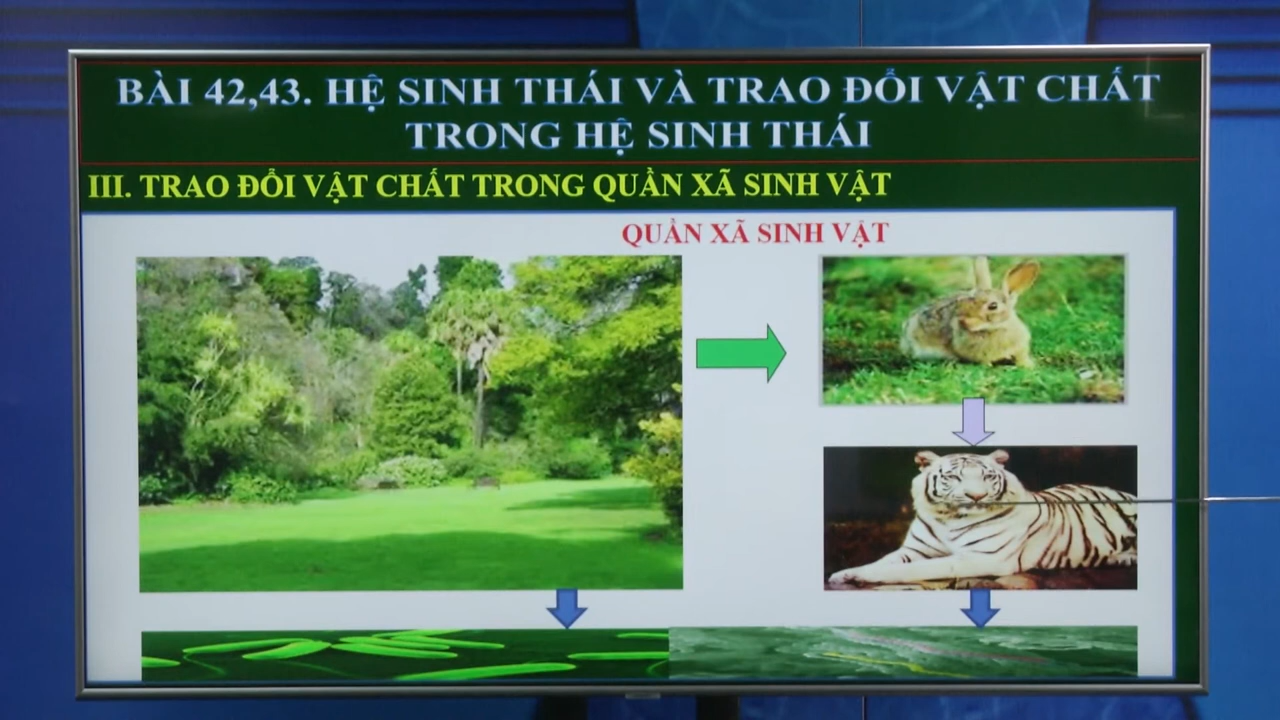 BÀI 42,43. HỆ SINH THÁI VÀ TRAO ĐỔI VẬT CHẤT
TRONG HỆ SINH THÁI
III. TRAO ĐỔI VẬT CHẤT TRONG QUẦN XÃ SINH VẬT
QUẦN XÃ SINH VẬT